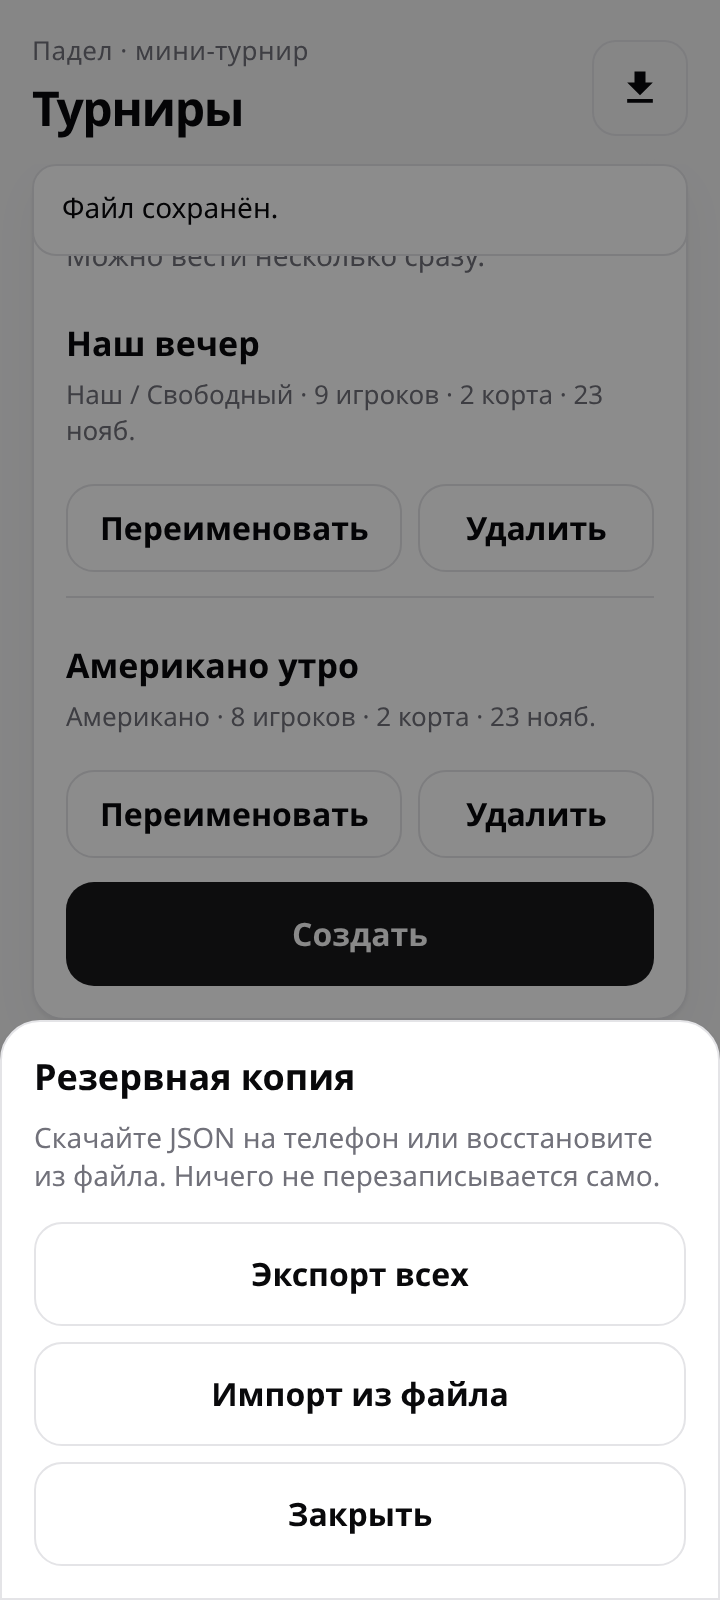 Падел · мини-турнир
Турниры
Файл сохранён.
Можно вести несколько сразу.
Наш вечер
Наш / Свободный · 9 игроков · 2 корта · 23
нояб.
Переименовать
Удалить
Американо утро
Американо · 8 игроков · 2 корта · 23 нояб.
Переименовать
Удалить
Создать
Резервная копия
Скачайте JSON на телефон или восстановите
из файла. Ничего не перезаписывается само.
Экспорт всех
Импорт из файла
Закрыть